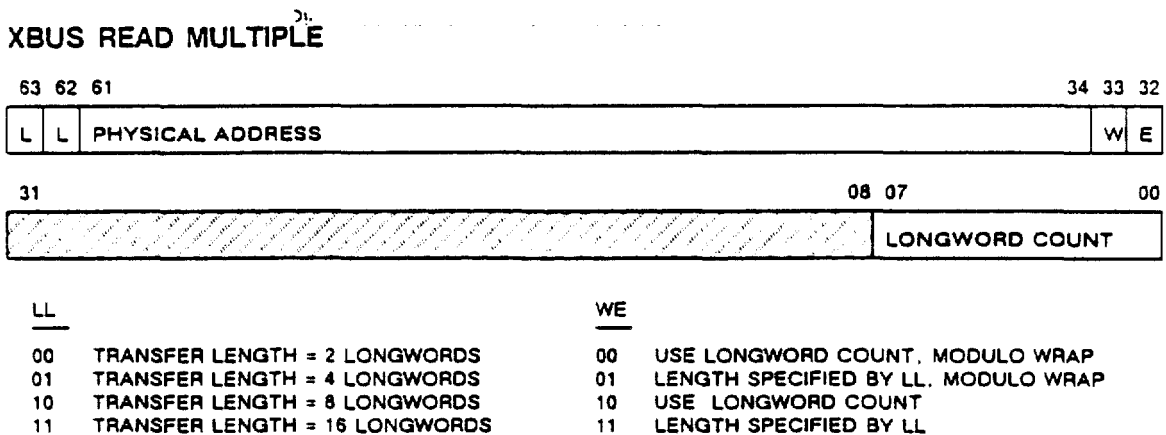 XBUS READ MULTIPLE
63 62 61 34 33 32
L L PHYSICAL ADDRESS W E
31 08 07 00
LONGWORD COUNT
LL WE
00 TRANSFER LENGTH = 2 LONGWORDS 00 USE LONGWORD COUNT, MODULO WRAP
01 TRANSFER LENGTH = 4 LONGWORDS 01 LENGTH SPECIFIED BY LL, MODULO WRAP
10 TRANSFER LENGTH = 8 LONGWORDS 10 USE LONGWORD COUNT
11 TRANSFER LENGTH = 16 LONGWORDS 11 LENGTH SPECIFIED BY LL